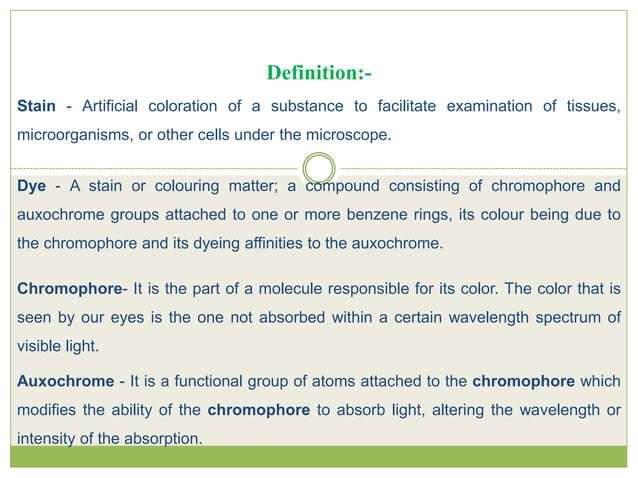 Definition:-
Stain - Artificial coloration of a substance to facilitate examination of tissues,
microorganisms, or other cells under the microscope.
Dye - A stain or colouring matter; a compound consisting of chromophore and
auxochrome groups attached to one or more benzene rings, its colour being due to
the chromophore and its dyeing affinities to the auxochrome.
Chromophore- It is the part of a molecule responsible for its color. The color that is
seen by our eyes is the one not absorbed within a certain wavelength spectrum of
visible light.
Auxochrome - It is a functional group of atoms attached to the chromophore which
modifies the ability of the chromophore to absorb light, altering the wavelength or
intensity of the absorption.